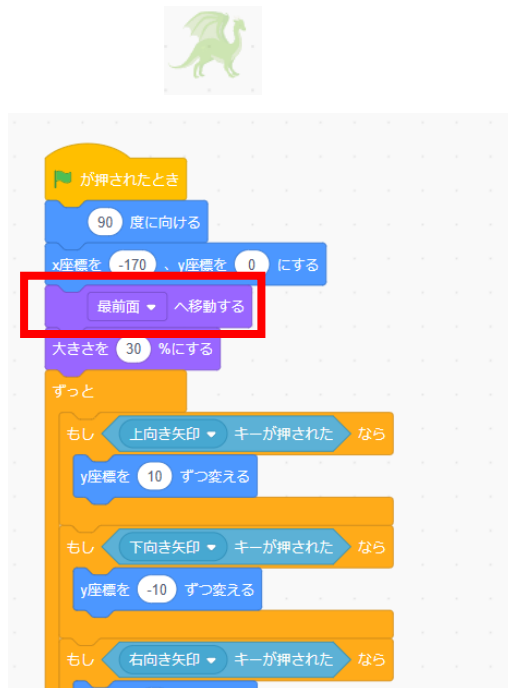 が押されたとき
90 度に向ける
x座標を -170 、y座標を 0 にする
最前面 へ移動する
大きさを 30 %にする
ずっと
もし 上向き矢印 キーが押された なら
y座標を 10 ずつ変える
もし 下向き矢印 キーが押された なら
y座標を -10 ずつ変える
もし 右向き矢印 キーが押された なら